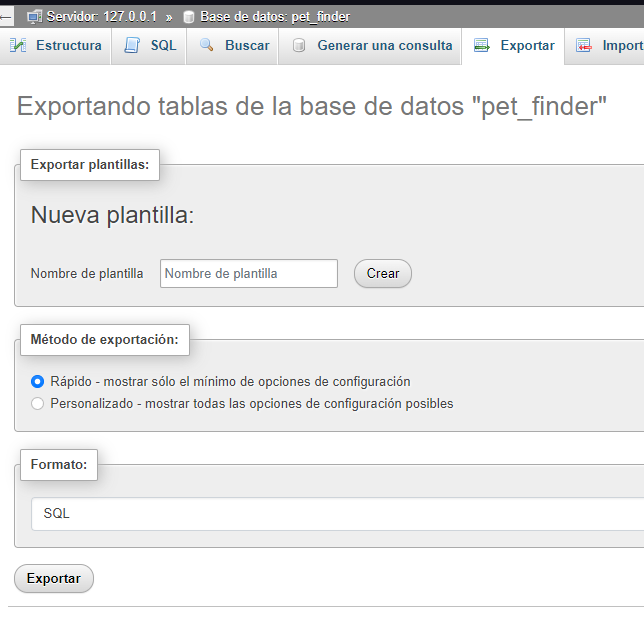 Servidor: 127.0.0.1 » Base de datos: pet_finder
Estructura SQL Buscar Generar una consulta Exportar Import
Exportando tablas de la base de datos "pet_finder"
Exportar plantillas:
Nueva plantilla:
Nombre de plantilla Nombre de plantilla Crear
Método de exportación:
Rápido - mostrar sólo el mínimo de opciones de configuración
Personalizado - mostrar todas las opciones de configuración posibles
Formato:
SQL
Exportar